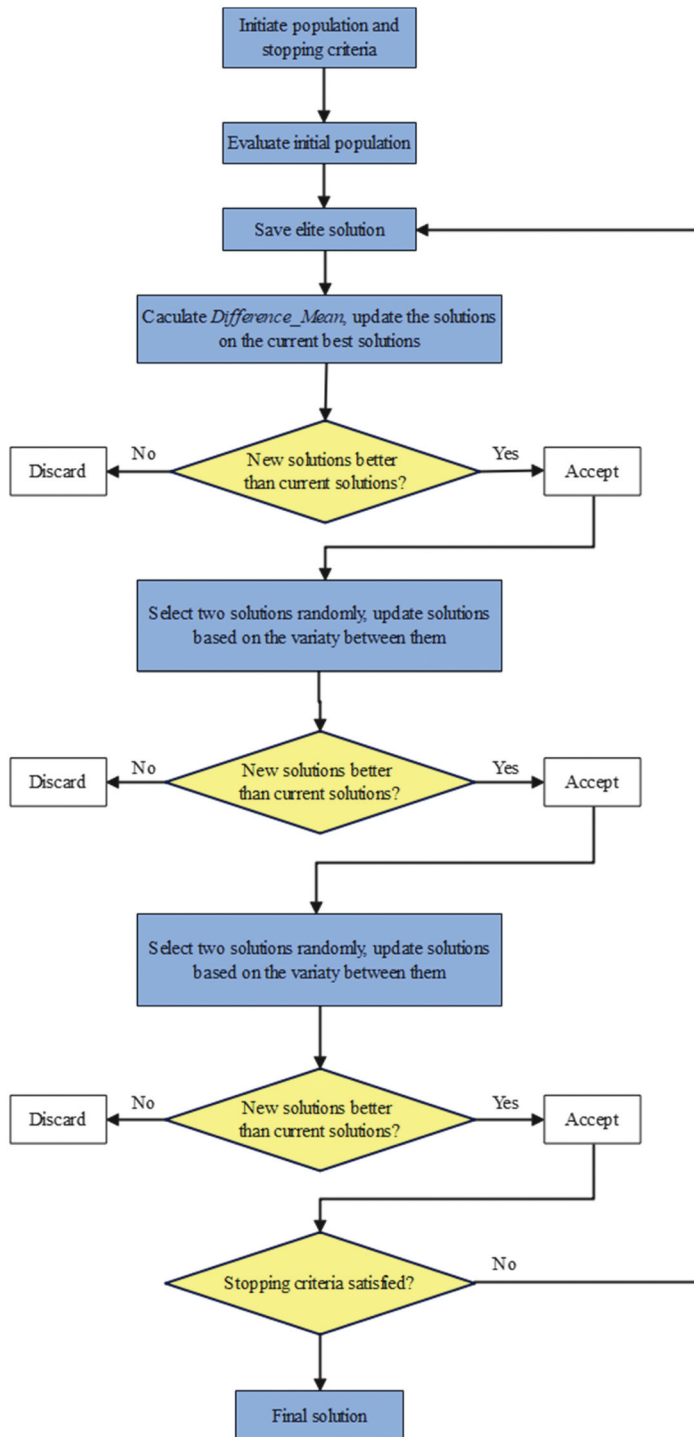 Initiate population and
stopping criteria
Evaluate initial population
Save elite solution
Caculate Difference_Mean, update the solutions
on the current best solutions
No
Yes
Discard
New solutions better
than current solutions?
Accept
Select two solutions randomly, update solutions
based on the variaty between them
No
Yes
Discard
New solutions better
than current solutions?
Accept
Select two solutions randomly, update solutions
based on the variaty between them
No
Yes
Discard
New solutions better
than current solutions?
Accept
Stopping criteria satisfied?
No
Final solution